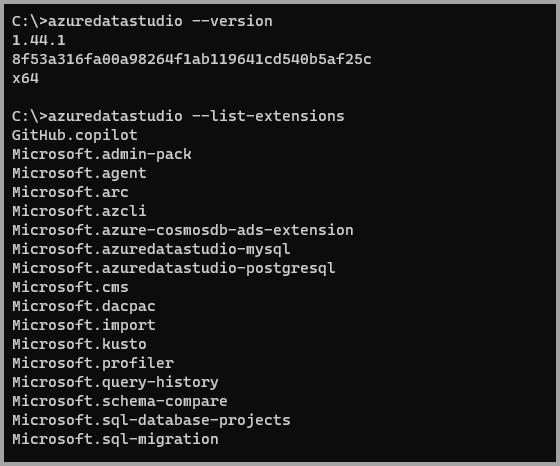 C:\>azuredatastudio --version
1.44.1
8f53a316fa00a98264f1ab119641cd540b5af25c
x64
C:\>azuredatastudio --list-extensions
GitHub.copilot
Microsoft.admin-pack
Microsoft.agent
Microsoft.arc
Microsoft.azcli
Microsoft.azure-cosmosdb-ads-extension
Microsoft.azuredatastudio-mysql
Microsoft.azuredatastudio-postgresql
Microsoft.cms
Microsoft.dacpac
Microsoft.import
Microsoft.kusto
Microsoft.profiler
Microsoft.query-history
Microsoft.schema-compare
Microsoft.sql-database-projects
Microsoft.sql-migration